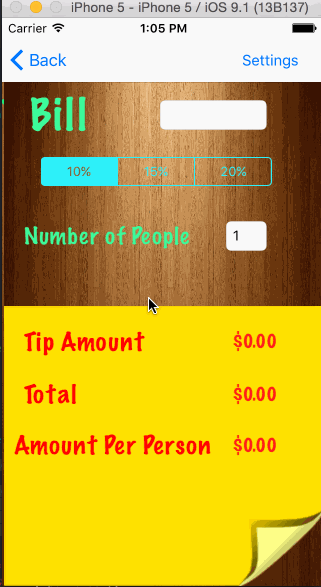 iPhone 5 - iPhone 5 / iOS 9.1 (13B137)
Carrier 1:05 PM
Back Settings
Bill
10% 15% 20%
Number of People 1
Tip Amount $0.00
Total $0.00
Amount Per Person $0.00